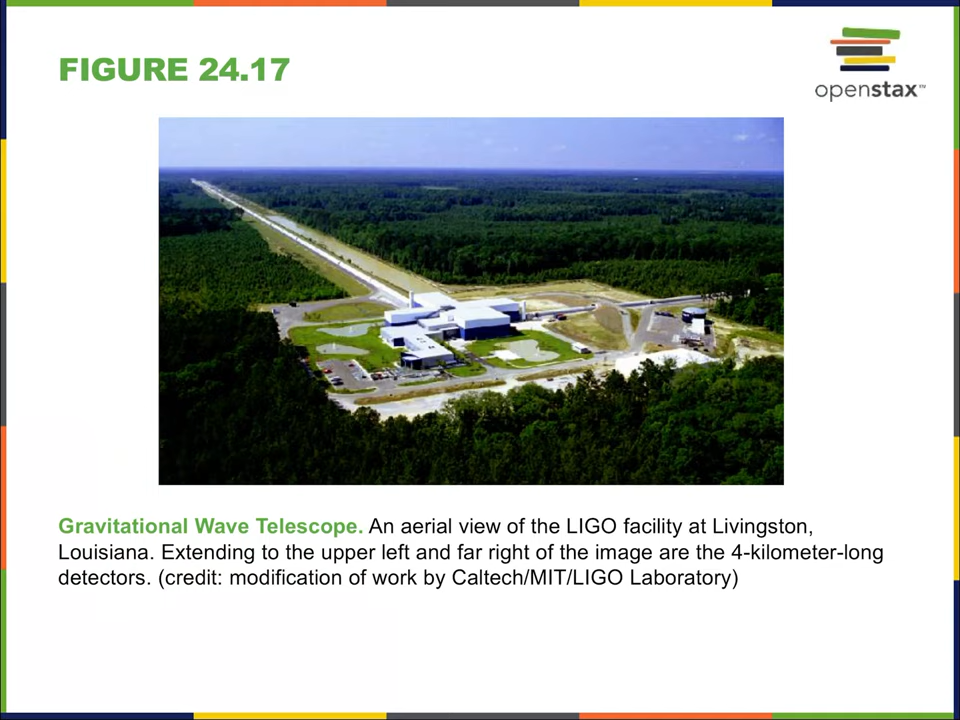 FIGURE 24.17
openstax™
Gravitational Wave Telescope. An aerial view of the LIGO facility at Livingston,
Louisiana. Extending to the upper left and far right of the image are the 4-kilometer-long
detectors. (credit: modification of work by Caltech/MIT/LIGO Laboratory)